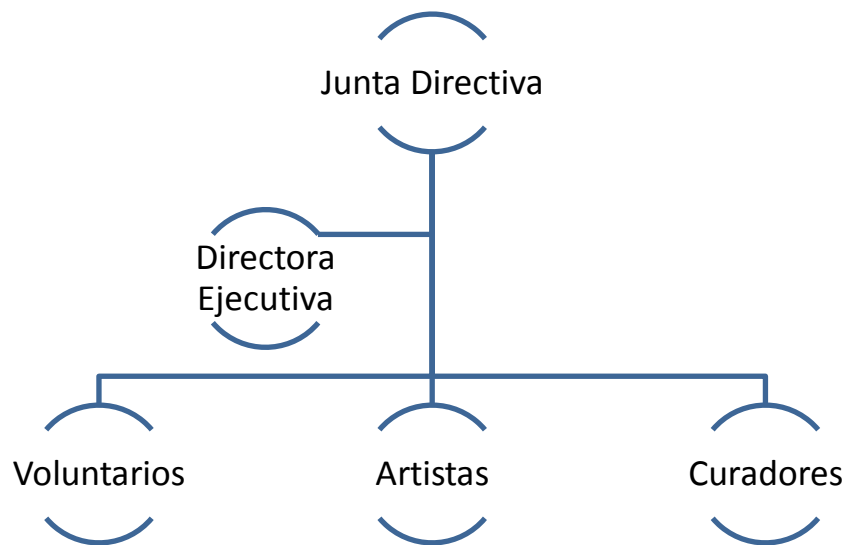 Junta Directiva
Directora
Ejecutiva
Voluntarios
Artistas
Curadores